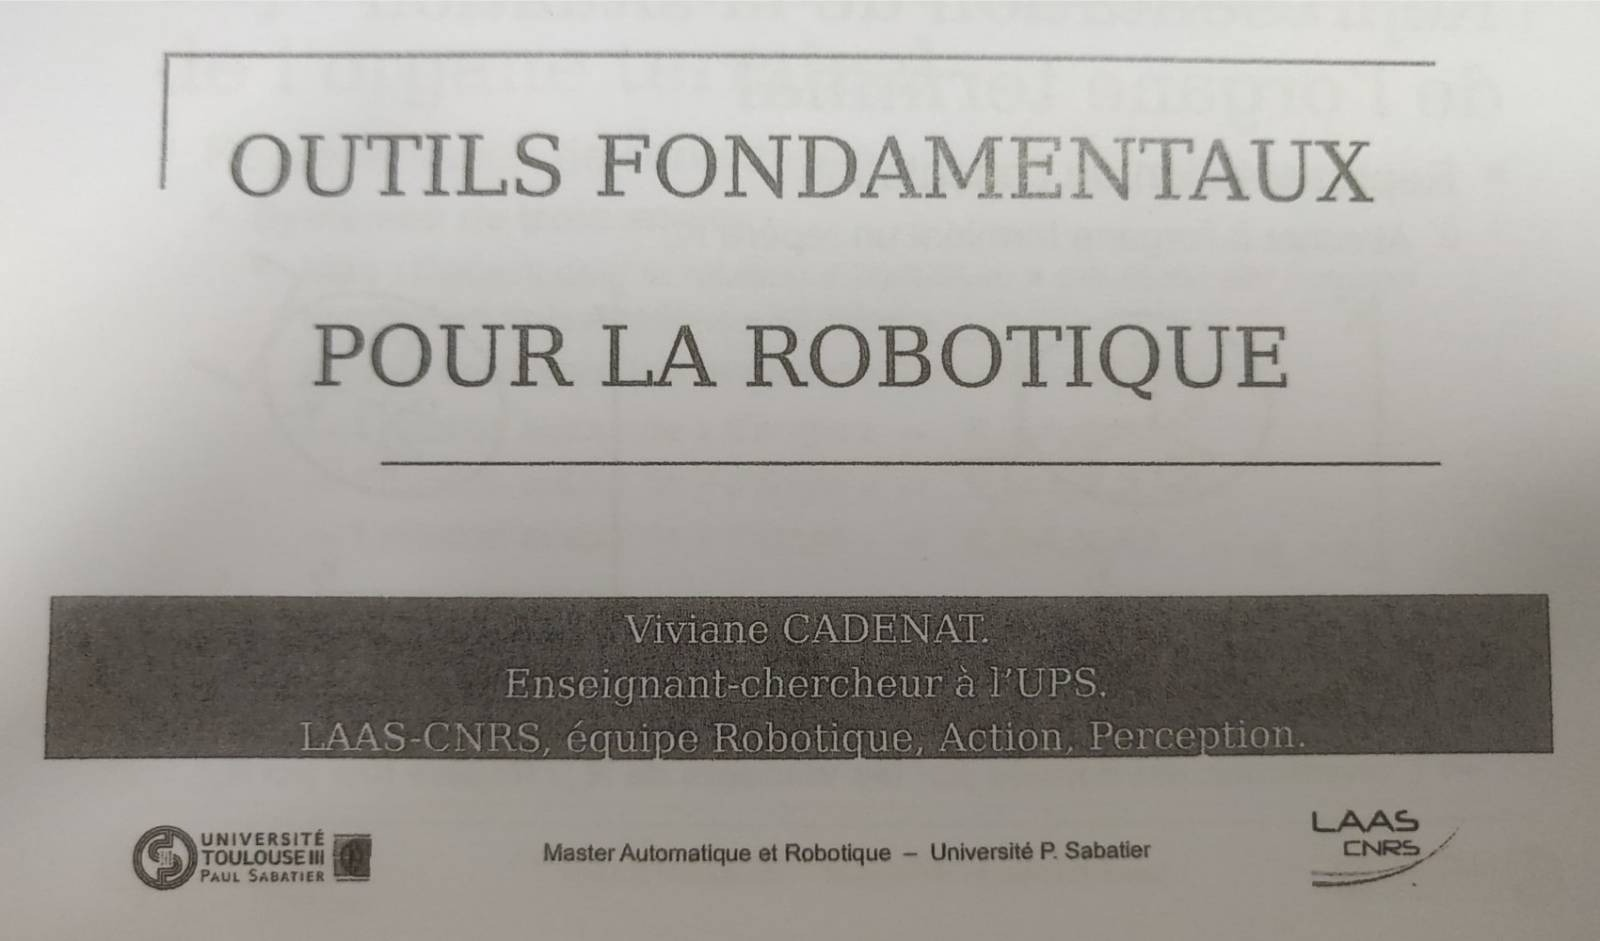 OUTILS FONDAMENTAUX
POUR LA ROBOTIQUE
Viviane CADENAT.
Enseignant-chercheur à l'UPS.
LAAS-CNRS, équipe Robotique, Action, Perception.
UNIVERSITÉ
TOULOUSE III
PAUL SABATIER
Master Automatique et Robotique – Université P. Sabatier
LAAS
CNRS